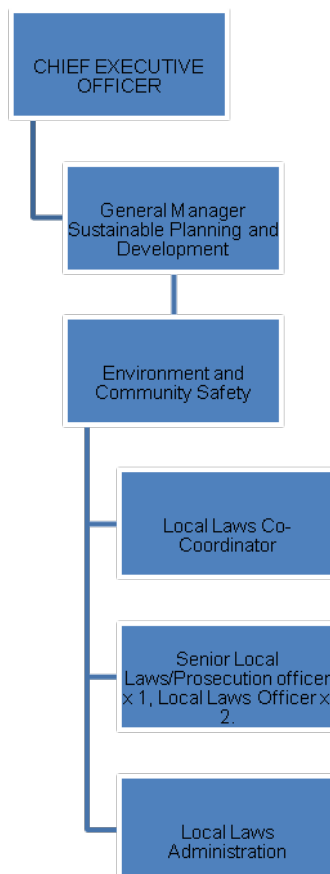 CHIEF EXECUTIVE
OFFICER
General Manager
Sustainable Planning and
Development
Environment and
Community Safety
Local Laws Co-
Coordinator
Senior Local
Laws/Prosecution officer
x 1, Local Laws Officer x
2.
Local Laws
Administration